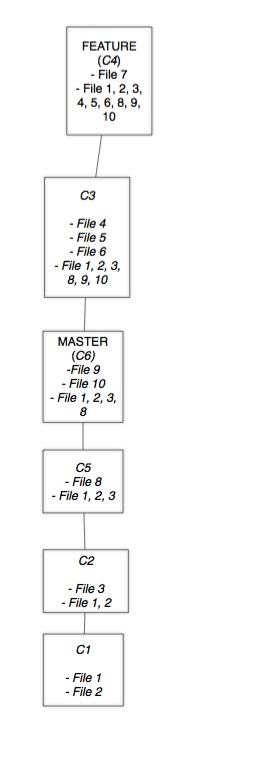 FEATURE
(C4)
- File 7
- File 1, 2, 3,
4, 5, 6, 8, 9,
10
C3
- File 4
- File 5
- File 6
- File 1, 2, 3,
8, 9, 10
MASTER
(C6)
-File 9
- File 10
- File 1, 2, 3,
8
C5
- File 8
- File 1, 2, 3
C2
- File 3
- File 1, 2
C1
- File 1
- File 2